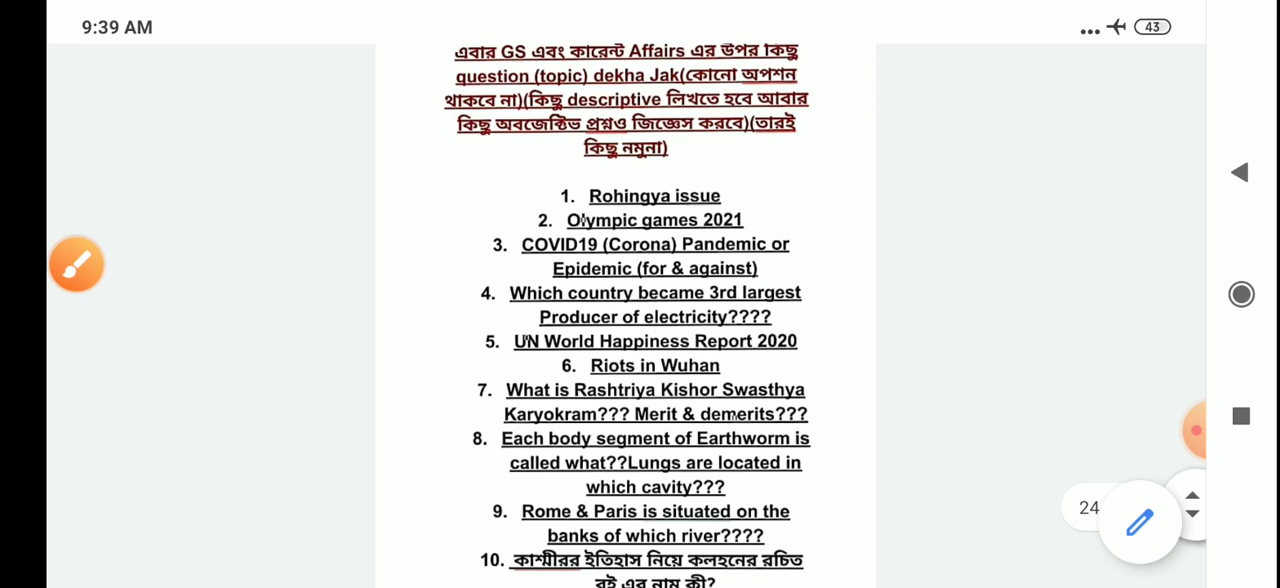 9:39 AM
43
এবার GS এবং কারেন্ট Affairs এর উপর কিছু
question (topic) dekha Jak(কোনো অপশন
থাকবে না)(কিছু descriptive লিখতে হবে আবার
কিছু অবজেক্টিভ প্রশ্নও জিজ্ঞেস করবে)(তারই
কিছু নমুনা)
1. Rohingya issue
2. Olympic games 2021
3. COVID19 (Corona) Pandemic or
Epidemic (for & against)
4. Which country became 3rd largest
Producer of electricity????
5. UN World Happiness Report 2020
6. Riots in Wuhan
7. What is Rashtriya Kishor Swasthya
Karyokram??? Merit & demerits???
8. Each body segment of Earthworm is
called what??Lungs are located in
which cavity???
24
9. Rome & Paris is situated on the
banks of which river????
10. কাশ্মীরর ইতিহাস নিয়ে কলহনের রচিত
বই এর নাম কী?